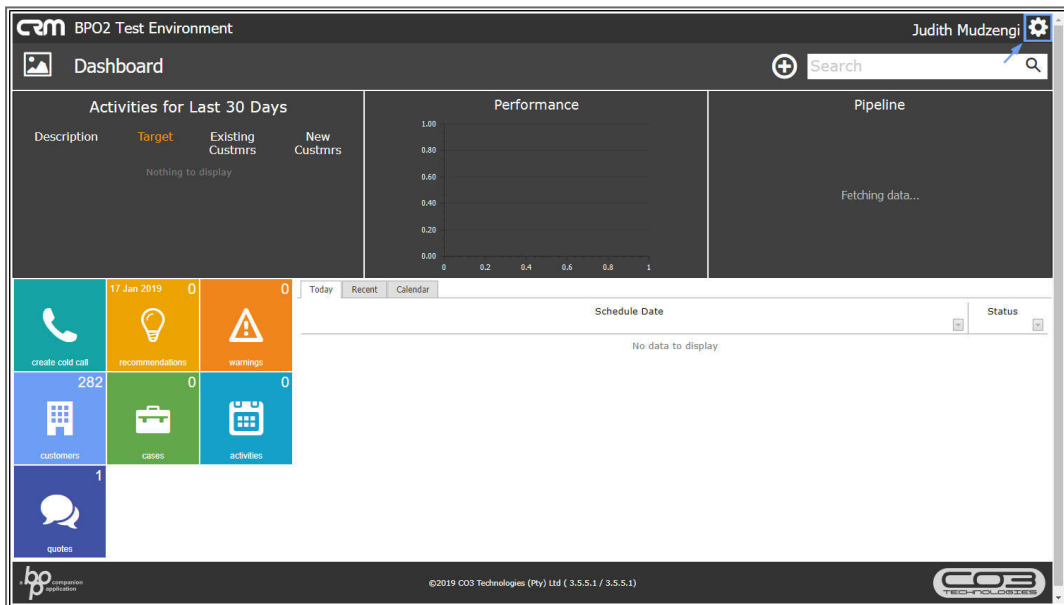 CRM BPO2 Test Environment
Judith Mudzengi
Dashboard
Search
Activities for Last 30 Days
Description Target Existing Custmrs New Custmrs
Nothing to display
Performance
1.00
0.80
0.60
0.40
0.20
0.00
0 0.2 0.4 0.6 0.8 1
Pipeline
Fetching data...
create cold call
17 Jan 2019 0
recommendations
0
warnings
282
customers
0
cases
0
activities
1
quotes
Today Recent Calendar
Schedule Date Status
No data to display
a bp companion application
©2019 CO3 Technologies (Pty) Ltd ( 3.5.5.1 / 3.5.5.1)
CO3
TECHNOLOGIES